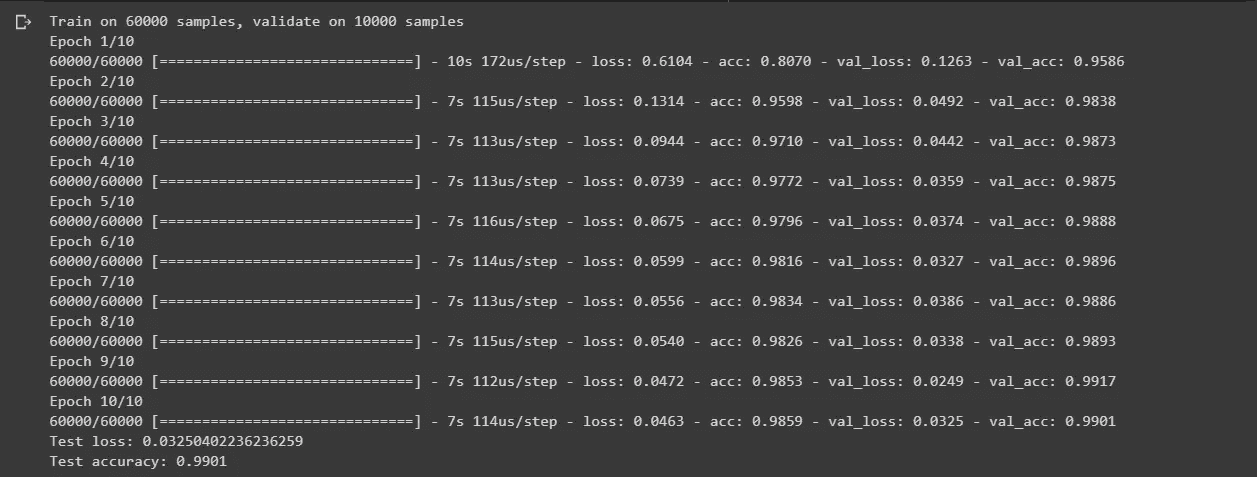 Train on 60000 samples, validate on 10000 samples
Epoch 1/10
60000/60000 [==============================] - 10s 172us/step - loss: 0.6104 - acc: 0.8070 - val_loss: 0.1263 - val_acc: 0.9586
Epoch 2/10
60000/60000 [==============================] - 7s 115us/step - loss: 0.1314 - acc: 0.9598 - val_loss: 0.0492 - val_acc: 0.9838
Epoch 3/10
60000/60000 [==============================] - 7s 113us/step - loss: 0.0944 - acc: 0.9710 - val_loss: 0.0442 - val_acc: 0.9873
Epoch 4/10
60000/60000 [==============================] - 7s 113us/step - loss: 0.0739 - acc: 0.9772 - val_loss: 0.0359 - val_acc: 0.9875
Epoch 5/10
60000/60000 [==============================] - 7s 116us/step - loss: 0.0675 - acc: 0.9796 - val_loss: 0.0374 - val_acc: 0.9888
Epoch 6/10
60000/60000 [==============================] - 7s 114us/step - loss: 0.0599 - acc: 0.9816 - val_loss: 0.0327 - val_acc: 0.9896
Epoch 7/10
60000/60000 [==============================] - 7s 113us/step - loss: 0.0556 - acc: 0.9834 - val_loss: 0.0386 - val_acc: 0.9886
Epoch 8/10
60000/60000 [==============================] - 7s 115us/step - loss: 0.0540 - acc: 0.9826 - val_loss: 0.0338 - val_acc: 0.9893
Epoch 9/10
60000/60000 [==============================] - 7s 112us/step - loss: 0.0472 - acc: 0.9853 - val_loss: 0.0249 - val_acc: 0.9917
Epoch 10/10
60000/60000 [==============================] - 7s 114us/step - loss: 0.0463 - acc: 0.9859 - val_loss: 0.0325 - val_acc: 0.9901
Test loss: 0.03250402236236259
Test accuracy: 0.9901